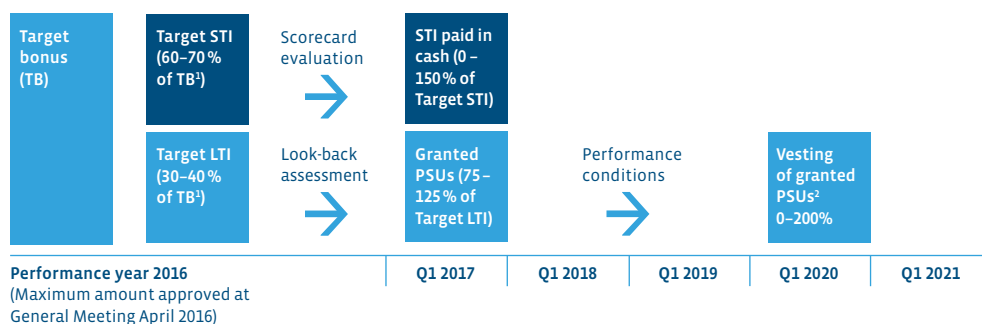 Target
bonus
(TB)
Target STI
(60–70 %
of TB¹)
Scorecard
evaluation
STI paid in
cash (0 –
150 % of
Target STI)
Target LTI
(30–40 %
of TB¹)
Look-back
assessment
Granted
PSUs (75 –
125 % of
Target LTI)
Performance
conditions
Vesting
of granted
PSUs²
0–200%
Performance year 2016
(Maximum amount approved at
General Meeting April 2016)
Q1 2017
Q1 2018
Q1 2019
Q1 2020
Q1 2021